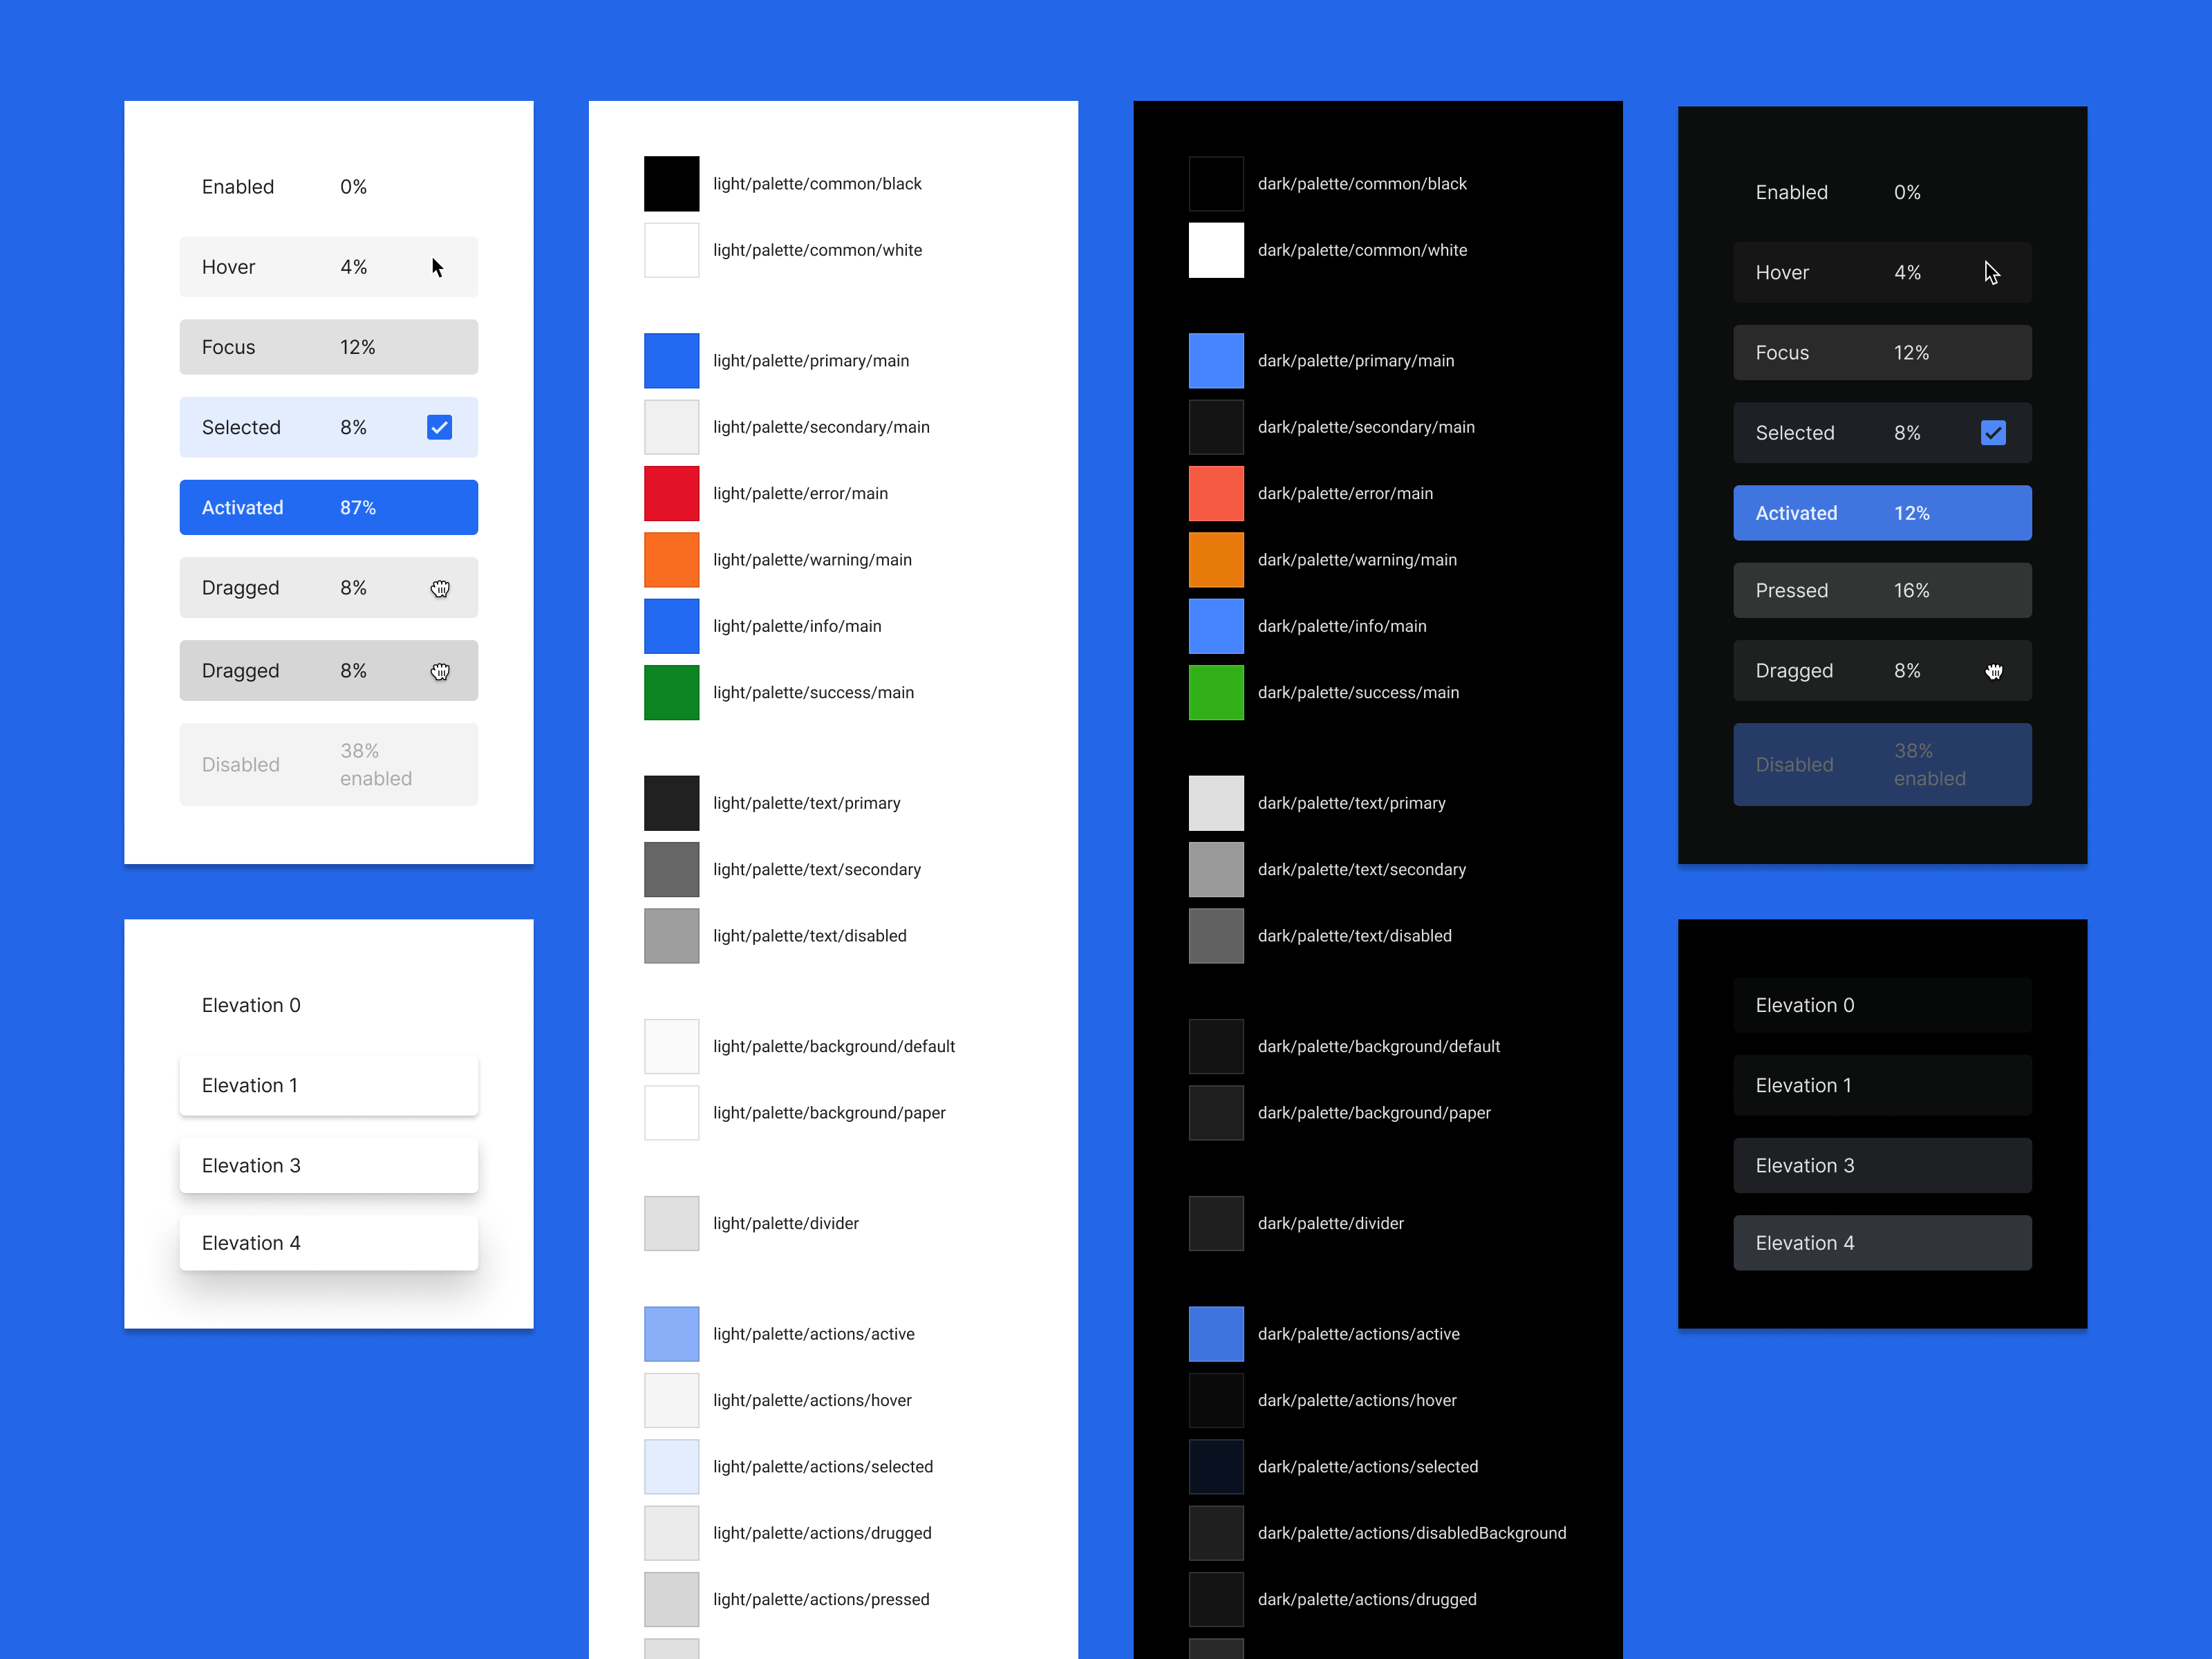 Enabled 0%
Hover 4%
Focus 12%
Selected 8%
Activated 87%
Dragged 8%
Dragged 8%
Disabled 38%
enabled
Elevation 0
Elevation 1
Elevation 3
Elevation 4
light/palette/common/black
light/palette/common/white
light/palette/primary/main
light/palette/secondary/main
light/palette/error/main
light/palette/warning/main
light/palette/info/main
light/palette/success/main
light/palette/text/primary
light/palette/text/secondary
light/palette/text/disabled
light/palette/background/default
light/palette/background/paper
light/palette/divider
light/palette/actions/active
light/palette/actions/hover
light/palette/actions/selected
light/palette/actions/drugged
light/palette/actions/pressed
dark/palette/common/black
dark/palette/common/white
dark/palette/primary/main
dark/palette/secondary/main
dark/palette/error/main
dark/palette/warning/main
dark/palette/info/main
dark/palette/success/main
dark/palette/text/primary
dark/palette/text/secondary
dark/palette/text/disabled
dark/palette/background/default
dark/palette/background/paper
dark/palette/divider
dark/palette/actions/active
dark/palette/actions/hover
dark/palette/actions/selected
dark/palette/actions/disabledBackground
dark/palette/actions/drugged
Enabled 0%
Hover 4%
Focus 12%
Selected 8%
Activated 12%
Pressed 16%
Dragged 8%
Disabled 38%
enabled
Elevation 0
Elevation 1
Elevation 3
Elevation 4